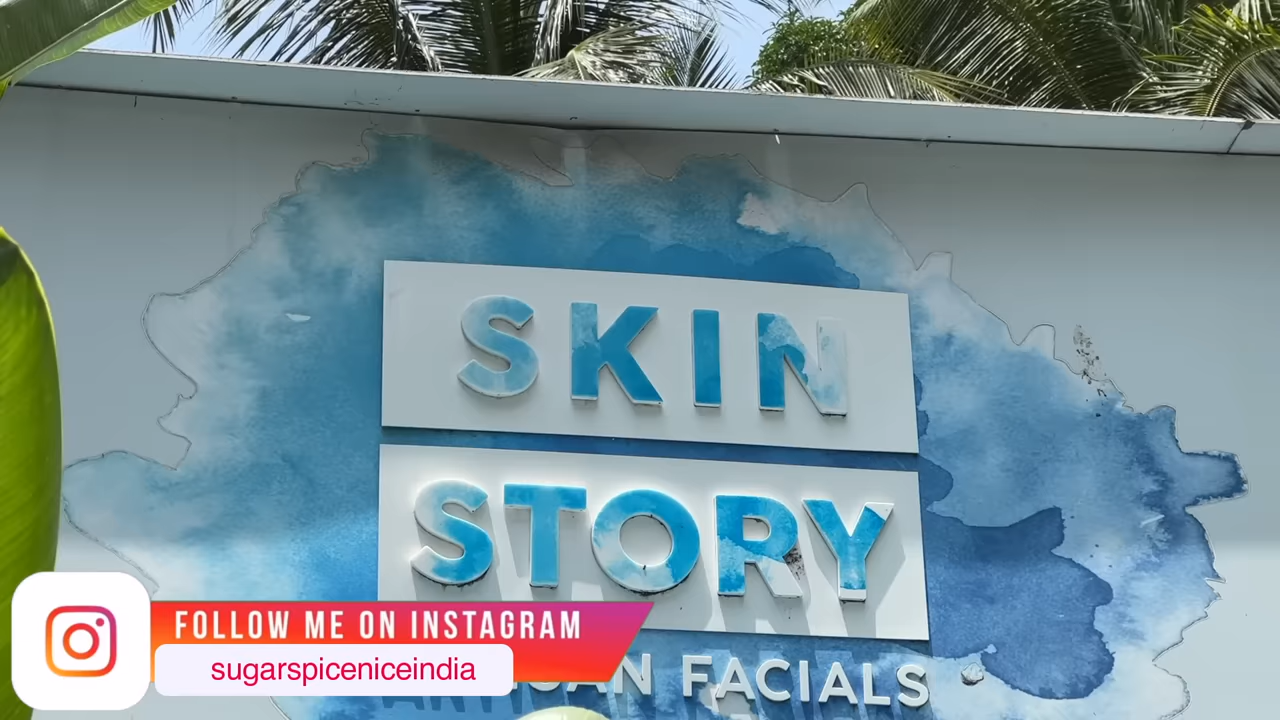 SKIN
STORY
FOLLOW ME ON INSTAGRAM
sugarspiceniceindia
FACIALS